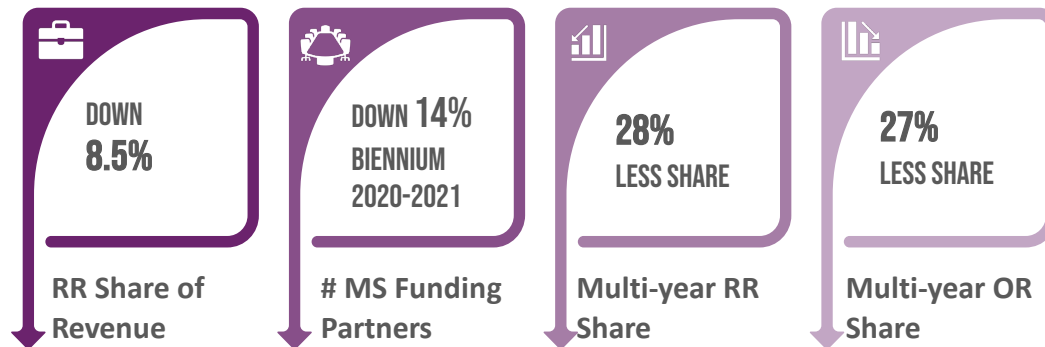 DOWN
8.5%
RR Share of
Revenue
DOWN 14%
BIENNIUM
2020-2021
# MS Funding
Partners
28%
LESS SHARE
Multi-year RR
Share
27%
LESS SHARE
Multi-year OR
Share